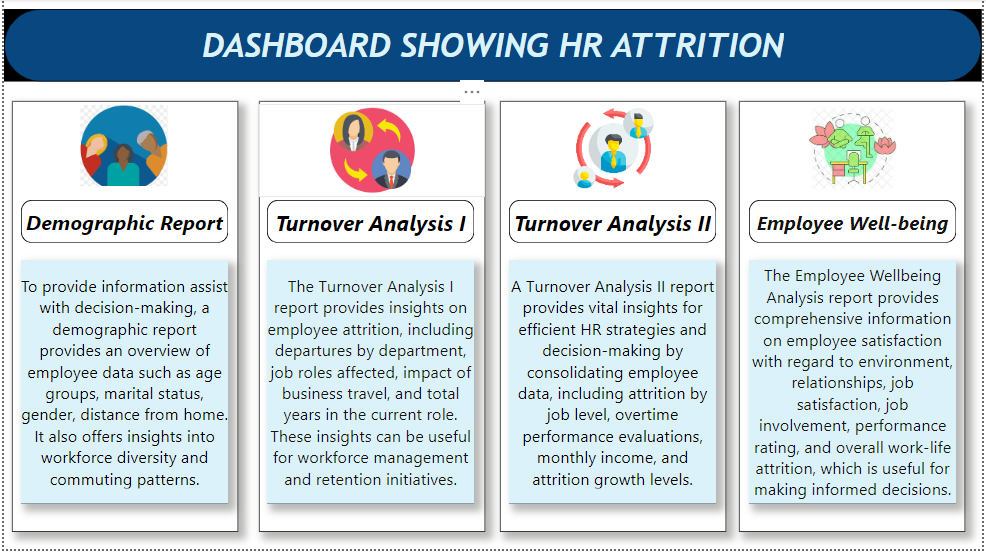 DASHBOARD SHOWING HR ATTRITION
Demographic Report
To provide information assist
with decision-making, a
demographic report
provides an overview of
employee data such as age
groups, marital status,
gender, distance from home.
It also offers insights into
workforce diversity and
commuting patterns.
Turnover Analysis I
The Turnover Analysis I
report provides insights on
employee attrition, including
departures by department,
job roles affected, impact of
business travel, and total
years in the current role.
These insights can be useful
for workforce management
and retention initiatives.
Turnover Analysis II
A Turnover Analysis II report
provides vital insights for
efficient HR strategies and
decision-making by
consolidating employee
data, including attrition by
job level, overtime
performance evaluations,
monthly income, and
attrition growth levels.
Employee Well-being
The Employee Wellbeing
Analysis report provides
comprehensive information
on employee satisfaction
with regard to environment,
relationships, job
satisfaction, job
involvement, performance
rating, and overall work-life
attrition, which is useful for
making informed decisions.